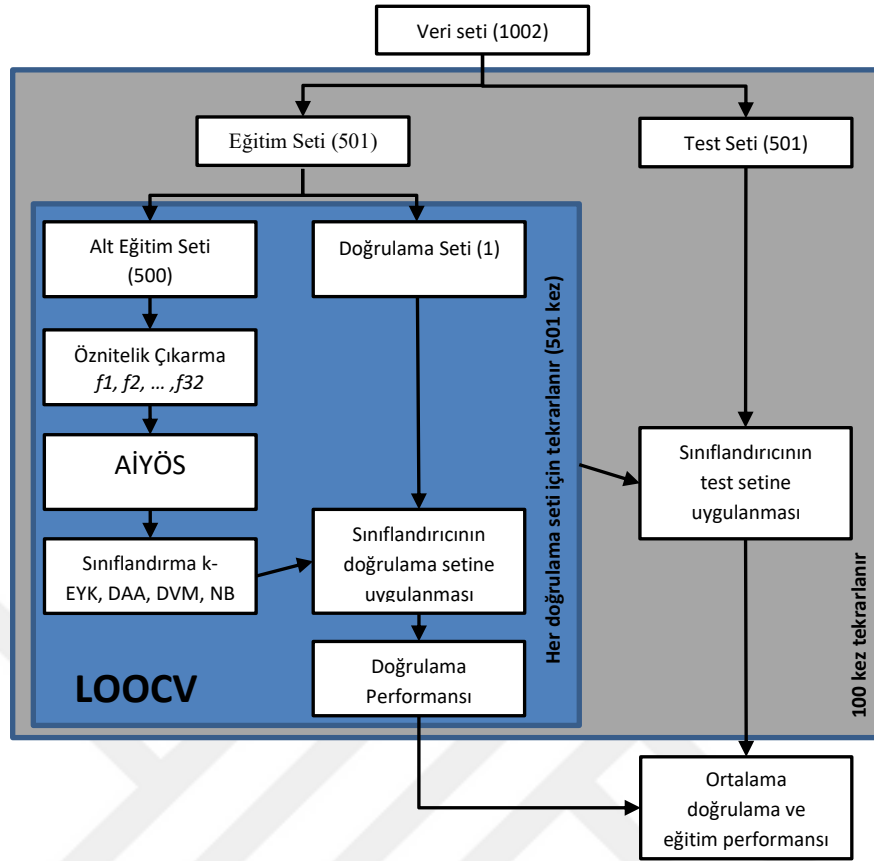 Veri seti (1002)
Eğitim Seti (501)
Test Seti (501)
Alt Eğitim Seti
(500)
Doğrulama Seti (1)
Öznitelik Çıkarma
f1, f2, ... ,f32
AİYÖS
Sınıflandırma k-
EYK, DAA, DVM, NB
Sınıflandırıcının
doğrulama setine
uygulanması
Doğrulama
Performansı
LOOCV
Her doğrulama seti için tekrarlanır (501 kez)
Sınıflandırıcının
test setine
uygulanması
100 kez tekrarlanır
Ortalama
doğrulama ve
eğitim performansı